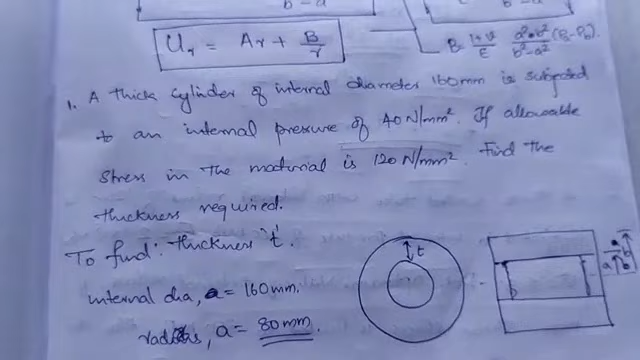 b - a
b - a
Ur = Ar + B/r
B = 1+ν/E a²b²/b²-a² (Pi-Po).
1. A thick cylinder of internal diameter 160mm is subjected
to an internal pressure of 40 N/mm². If allowable
stress in the material is 120 N/mm². Find the
thickness required.
To find: thickness 't'.
internal dia, a = 160mm.
radius, a = 80mm.
t
a
b